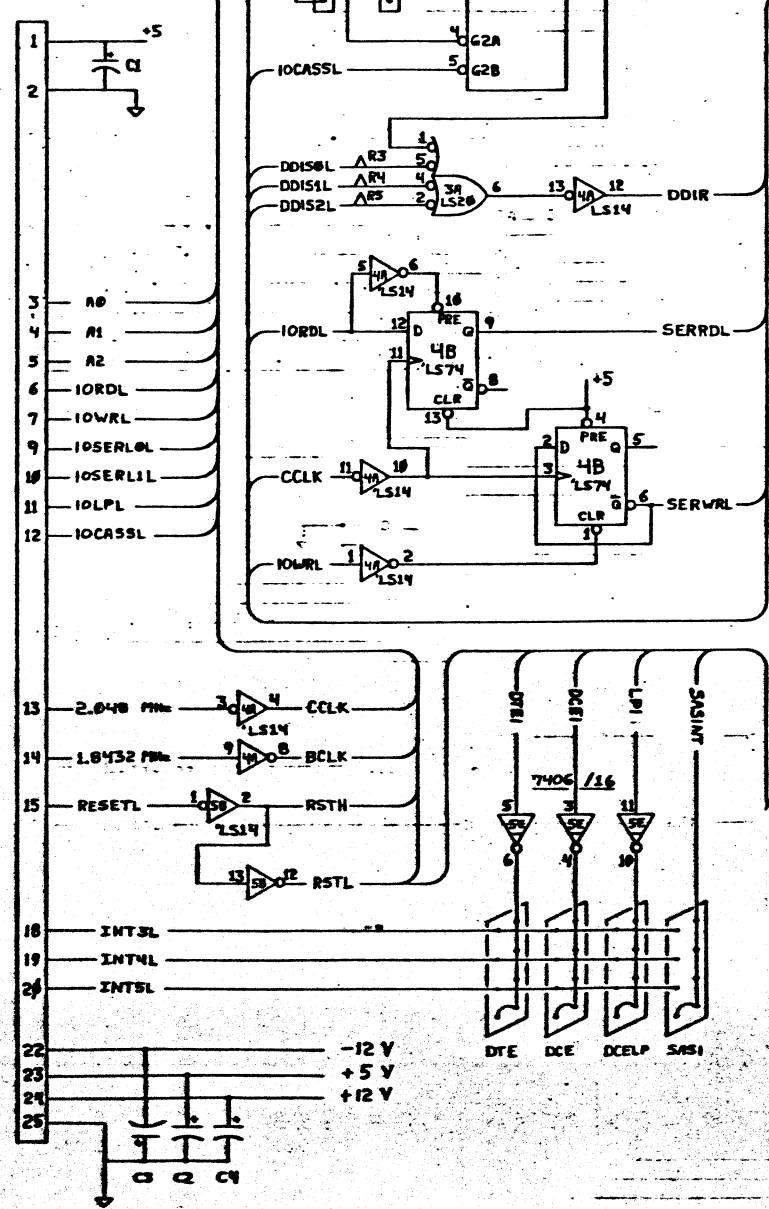 1
+5
C1
2
4
G2A
5
G2B
IOCASSL
1
DDIS0L
R3
5
DDIS1L
R4
4
DDIS2L
R5
2
3A
LS20
6
13
4A
12
LS14
DDIR
5
4A
6
LS14
10
PRE
IORDL
12
D
Q
9
SERRDL
11
4B
LS74
Q
8
CLR
13
+5
4
PRE
2
D
Q
5
CCLK
11
4A
10
LS14
3
4B
LS74
Q
6
SERWRL
CLR
1
IOWRL
1
4A
2
LS14
3
A0
4
A1
5
A2
6
IORDL
7
IOWRL
9
IOSERL0L
10
IOSERL1L
11
IOLPL
12
IOCASSL
13
2.048 MHz
3
4A
4
LS14
CCLK
14
1.8432 MHz
9
4A
8
BCLK
15
RESETL
1
5B
2
LS14
RSTH
13
5B
12
RSTL
DTEI
DCEI
LPI
SASINT
7406 /16
5
5E
6
3
5E
4
11
5E
10
18
INT3L
19
INT4L
20
INT5L
DTE
DCE
DCELP
SASI
22
-12 V
23
+5 V
24
+12 V
25
C3
C2
C4